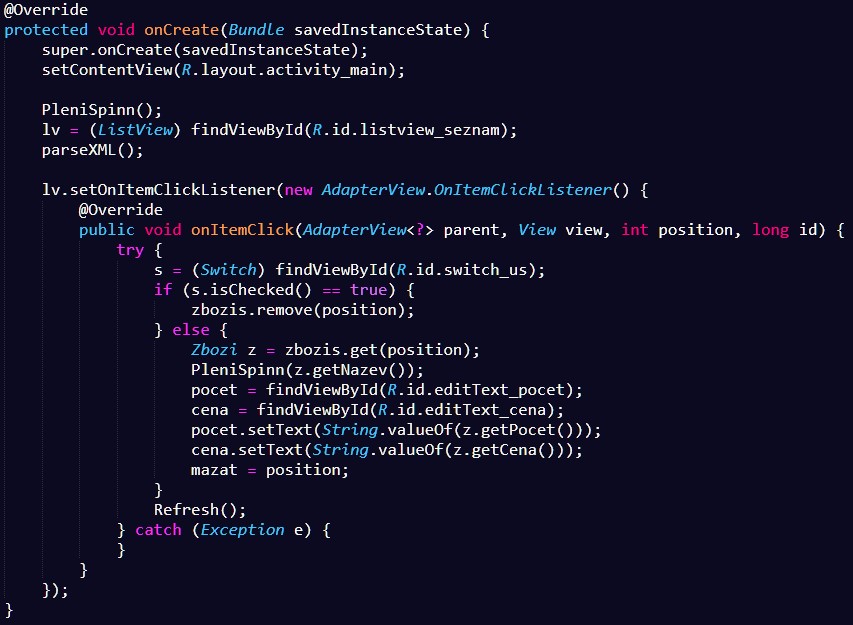 @Override
protected void onCreate(Bundle savedInstanceState) {
    super.onCreate(savedInstanceState);
    setContentView(R.layout.activity_main);

    PleniSpinn();
    lv = (ListView) findViewById(R.id.listview_seznam);
    parseXML();

    lv.setOnItemClickListener(new AdapterView.OnItemClickListener() {
        @Override
        public void onItemClick(AdapterView<?> parent, View view, int position, long id) {
            try {
                s = (Switch) findViewById(R.id.switch_us);
                if (s.isChecked() == true) {
                    zbozis.remove(position);
                } else {
                    Zbozi z = zbozis.get(position);
                    PleniSpinn(z.getNazev());
                    pocet = findViewById(R.id.editText_pocet);
                    cena = findViewById(R.id.editText_cena);
                    pocet.setText(String.valueOf(z.getPocet()));
                    cena.setText(String.valueOf(z.getCena()));
                    mazat = position;
                }
                Refresh();
            } catch (Exception e) {
            }
        }
    });
}